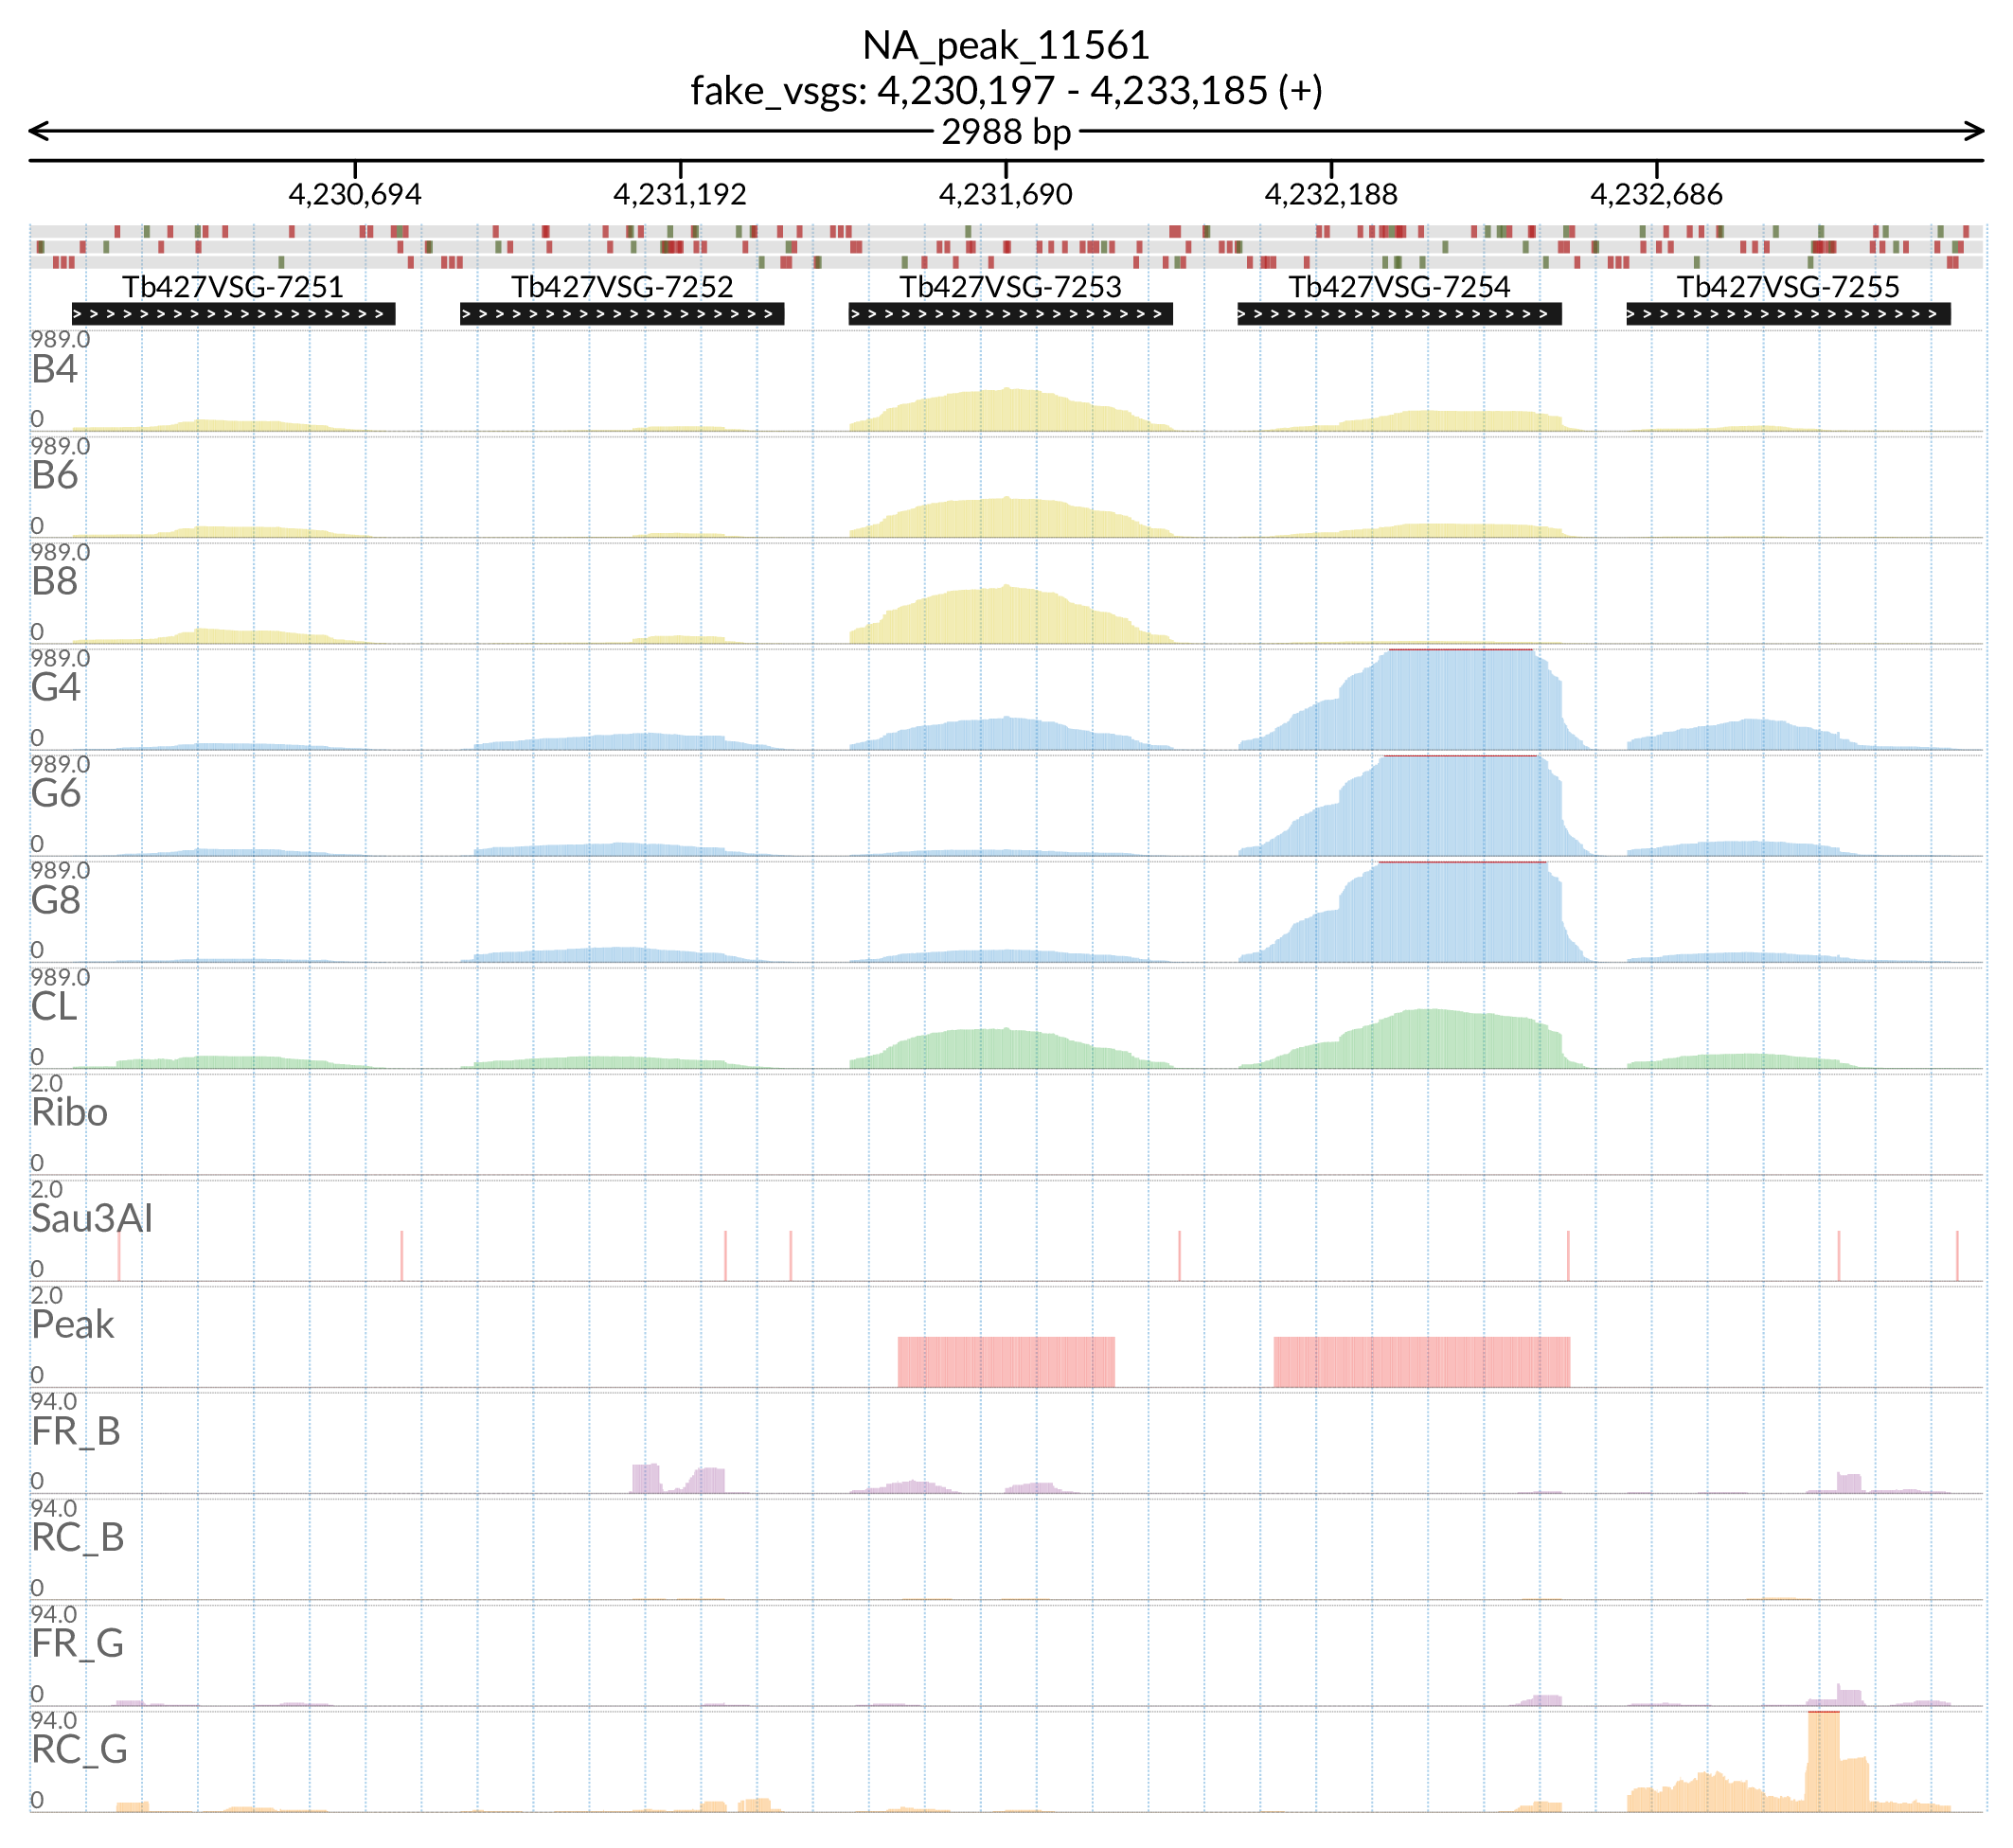 NA_peak_11561
fake_vsgs: 4,230,197 - 4,233,185 (+)
2988 bp
4,230,694 4,231,192 4,231,690 4,232,188 4,232,686
Tb427VSG-7251 Tb427VSG-7252 Tb427VSG-7253 Tb427VSG-7254 Tb427VSG-7255
989.0
B4
0
989.0
B6
0
989.0
B8
0
989.0
G4
0
989.0
G6
0
989.0
G8
0
989.0
CL
0
2.0
Ribo
0
2.0
Sau3AI
0
2.0
Peak
0
94.0
FR_B
0
94.0
RC_B
0
94.0
FR_G
0
94.0
RC_G
0